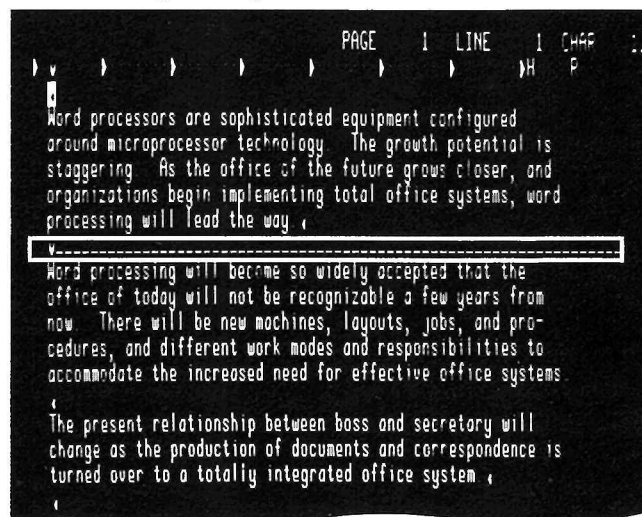 PAGE 1 LINE 1 CHAR
H P
Word processors are sophisticated equipment configured
around microprocessor technology. The growth potential is
staggering. As the office of the future grows closer, and
organizations begin implementing total office systems, word
processing will lead the way.
Word processing will become so widely accepted that the
office of today will not be recognizable a few years from
now. There will be new machines, layouts, jobs, and pro-
cedures, and different work modes and responsibilities to
accommodate the increased need for effective office systems.
The present relationship between boss and secretary will
change as the production of documents and correspondence is
turned over to a totally integrated office system.